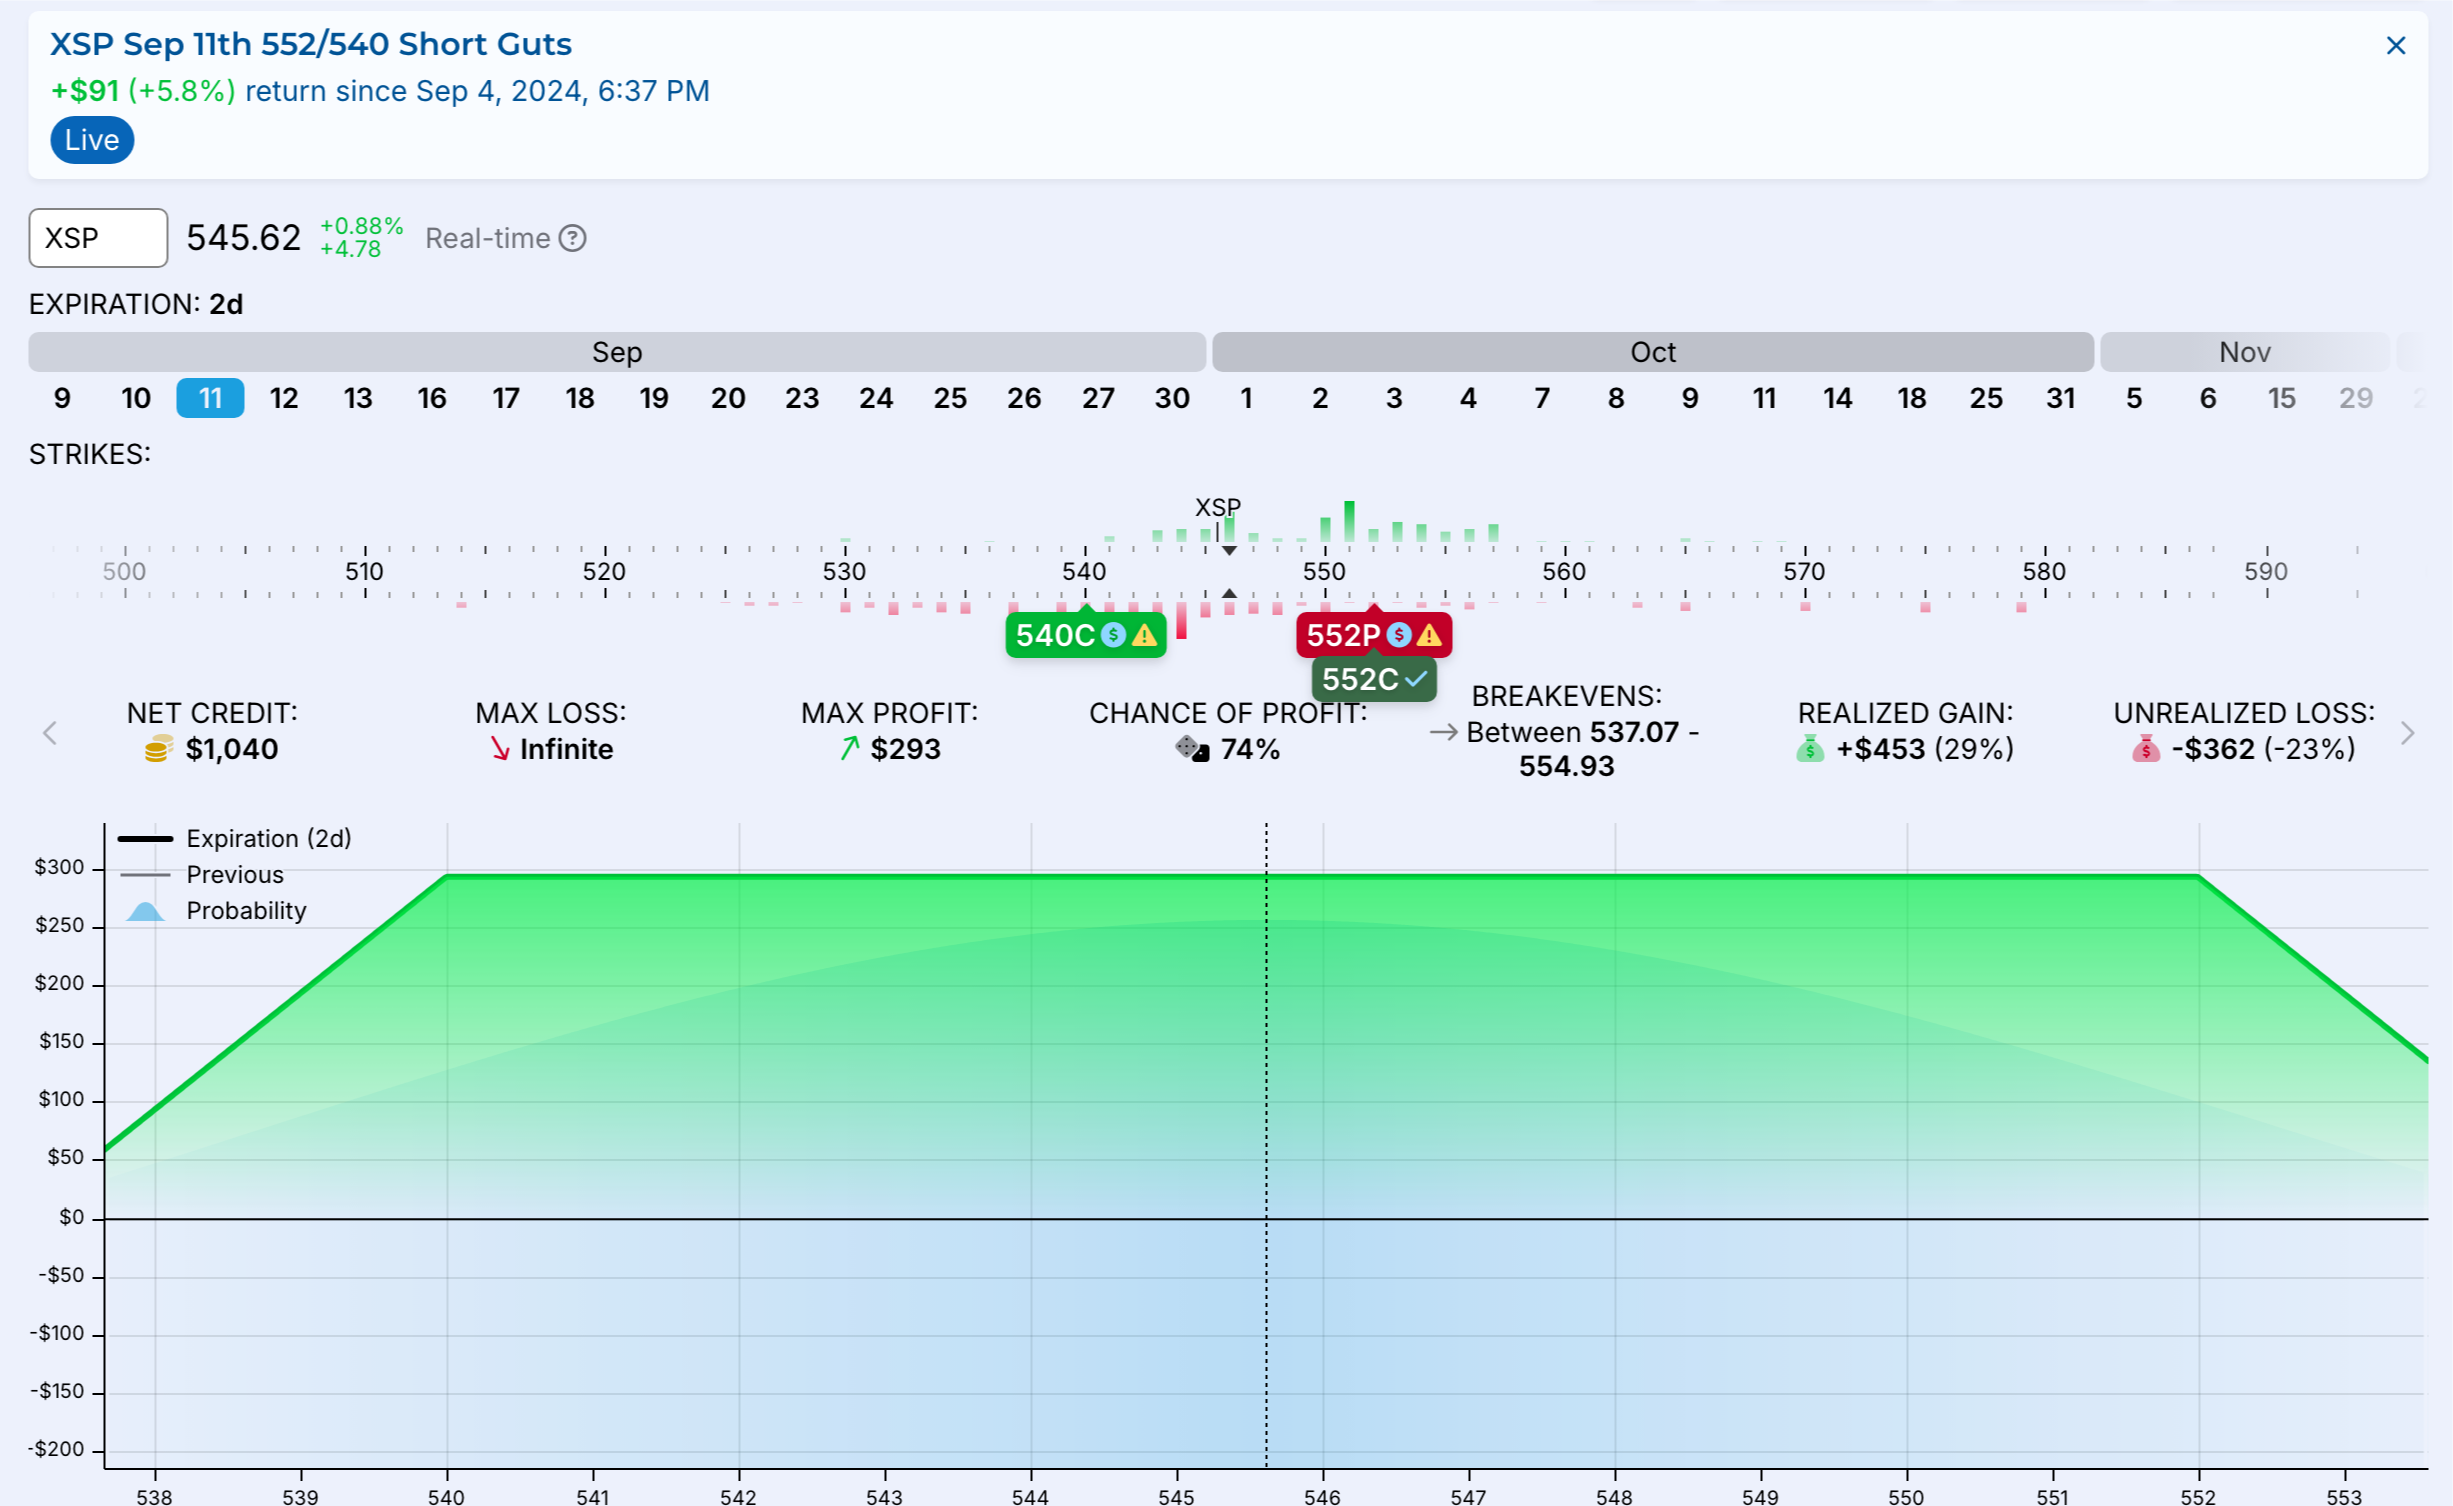 XSP Sep 11th 552/540 Short Guts
+$91 (+5.8%) return since Sep 4, 2024, 6:37 PM
Live
XSP 545.62 +0.88% +4.78 Real-time ?
EXPIRATION: 2d
Sep Oct Nov
9 10 11 12 13 16 17 18 19 20 23 24 25 26 27 30 1 2 3 4 7 8 9 11 14 18 25 31 5 6 15 29
STRIKES:
XSP
500 510 520 530 540 550 560 570 580 590
540C $ ! 552P $ !
552C
NET CREDIT:
$1,040
MAX LOSS:
Infinite
MAX PROFIT:
$293
CHANCE OF PROFIT:
74%
BREAKEVENS:
Between 537.07 -
554.93
REALIZED GAIN:
+$453 (29%)
UNREALIZED LOSS:
-$362 (-23%)
Expiration (2d)
Previous
Probability
$300
$250
$200
$150
$100
$50
$0
-$50
-$100
-$150
-$200
538 539 540 541 542 543 544 545 546 547 548 549 550 551 552 553